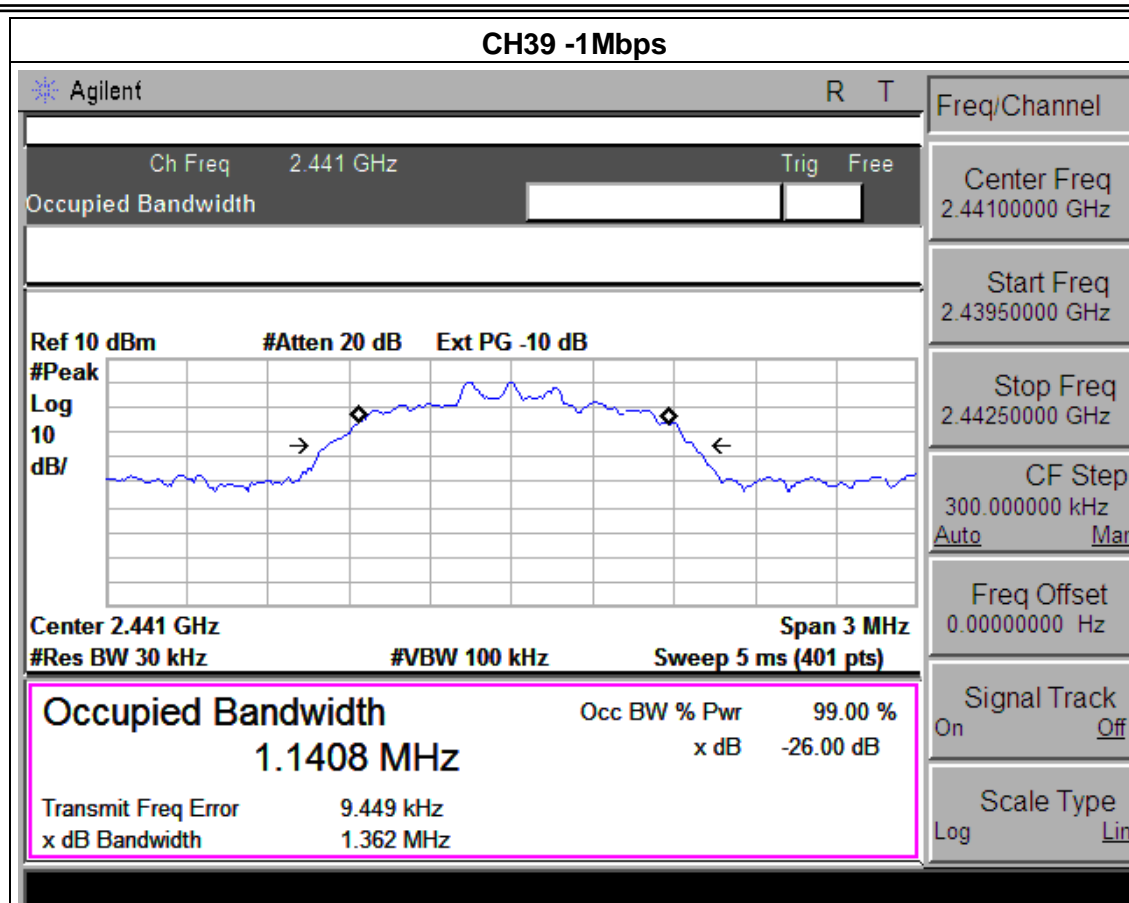 CH39 -1Mbps
Agilent R T
Ch Freq 2.441 GHz Trig Free
Occupied Bandwidth
Ref 10 dBm #Atten 20 dB Ext PG -10 dB
#Peak
Log
10
dB/
Center 2.441 GHz Span 3 MHz
#Res BW 30 kHz #VBW 100 kHz Sweep 5 ms (401 pts)
Occupied Bandwidth Occ BW % Pwr 99.00 %
1.1408 MHz x dB -26.00 dB
Transmit Freq Error 9.449 kHz
x dB Bandwidth 1.362 MHz
Freq/Channel
Center Freq
2.44100000 GHz
Start Freq
2.43950000 GHz
Stop Freq
2.44250000 GHz
CF Step
300.000000 kHz
Auto Man
Freq Offset
0.00000000 Hz
Signal Track
On Off
Scale Type
Log Lin